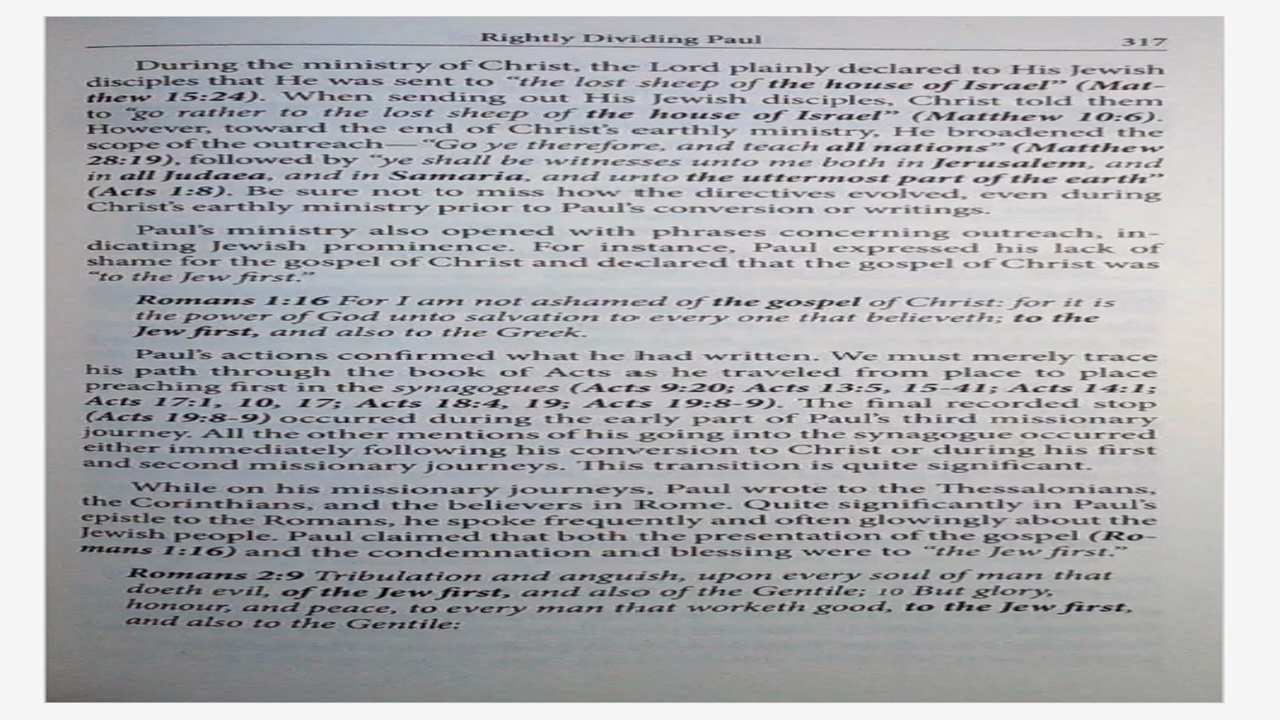 Rightly Dividing Paul 317
During the ministry of Christ, the Lord plainly declared to His Jewish
disciples that He was sent to “the lost sheep of the house of Israel” (Mat-
thew 15:24). When sending out His Jewish disciples, Christ told them
to “go rather to the lost sheep of the house of Israel” (Matthew 10:6).
However, toward the end of Christ’s earthly ministry, He broadened the
scope of the outreach—“Go ye therefore, and teach all nations” (Matthew
28:19), followed by “ye shall be witnesses unto me both in Jerusalem, and
in all Judaea, and in Samaria, and unto the uttermost part of the earth”
(Acts 1:8). Be sure not to miss how the directives evolved, even during
Christ’s earthly ministry prior to Paul’s conversion or writings.
Paul’s ministry also opened with phrases concerning outreach, in-
dicating Jewish prominence. For instance, Paul expressed his lack of
shame for the gospel of Christ and declared that the gospel of Christ was
“to the Jew first.”
Romans 1:16 For I am not ashamed of the gospel of Christ: for it is
the power of God unto salvation to every one that believeth; to the
Jew first, and also to the Greek.
Paul’s actions confirmed what he had written. We must merely trace
his path through the book of Acts as he traveled from place to place
preaching first in the synagogues (Acts 9:20; Acts 13:5, 15-41; Acts 14:1;
Acts 17:1, 10, 17; Acts 18:4, 19; Acts 19:8-9). The final recorded stop
(Acts 19:8-9) occurred during the early part of Paul’s third missionary
journey. All the other mentions of his going into the synagogue occurred
either immediately following his conversion to Christ or during his first
and second missionary journeys. This transition is quite significant.
While on his missionary journeys, Paul wrote to the Thessalonians,
the Corinthians, and the believers in Rome. Quite significantly in Paul’s
epistle to the Romans, he spoke frequently and often glowingly about the
Jewish people. Paul claimed that both the presentation of the gospel (Ro-
mans 1:16) and the condemnation and blessing were to “the Jew first.”
Romans 2:9 Tribulation and anguish, upon every soul of man that
doeth evil, of the Jew first, and also of the Gentile; 10 But glory,
honour, and peace, to every man that worketh good, to the Jew first,
and also to the Gentile: